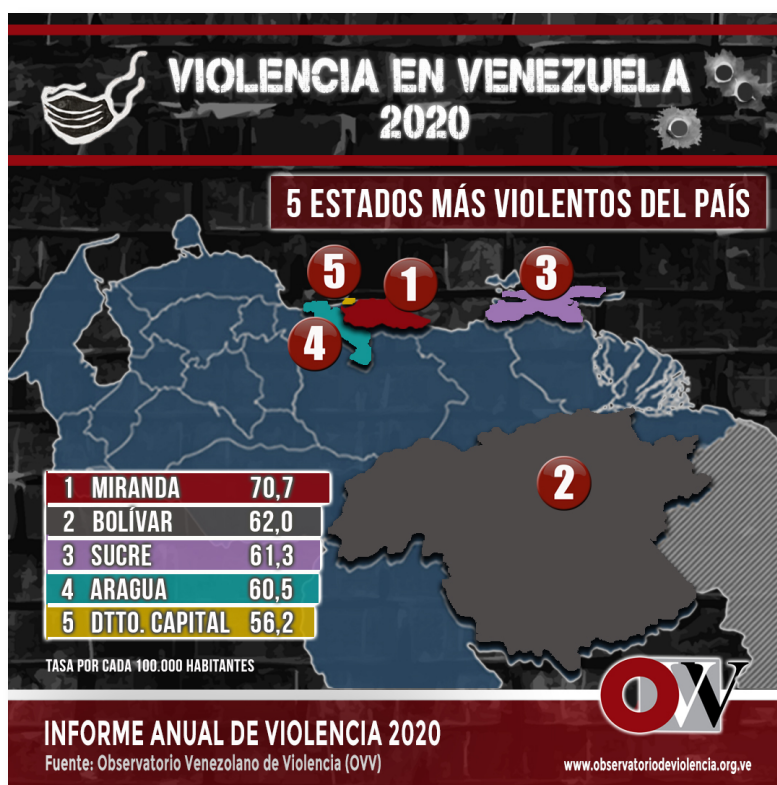 VIOLENCIA EN VENEZUELA
2020
5 ESTADOS MÁS VIOLENTOS DEL PAÍS
5
1
3
4
2
1 MIRANDA 70,7
2 BOLÍVAR 62,0
3 SUCRE 61,3
4 ARAGUA 60,5
5 DTTO. CAPITAL 56,2
TASA POR CADA 100.000 HABITANTES
OVV
INFORME ANUAL DE VIOLENCIA 2020
Fuente: Observatorio Venezolano de Violencia (OVV)
www.observatoriodeviolencia.org.ve